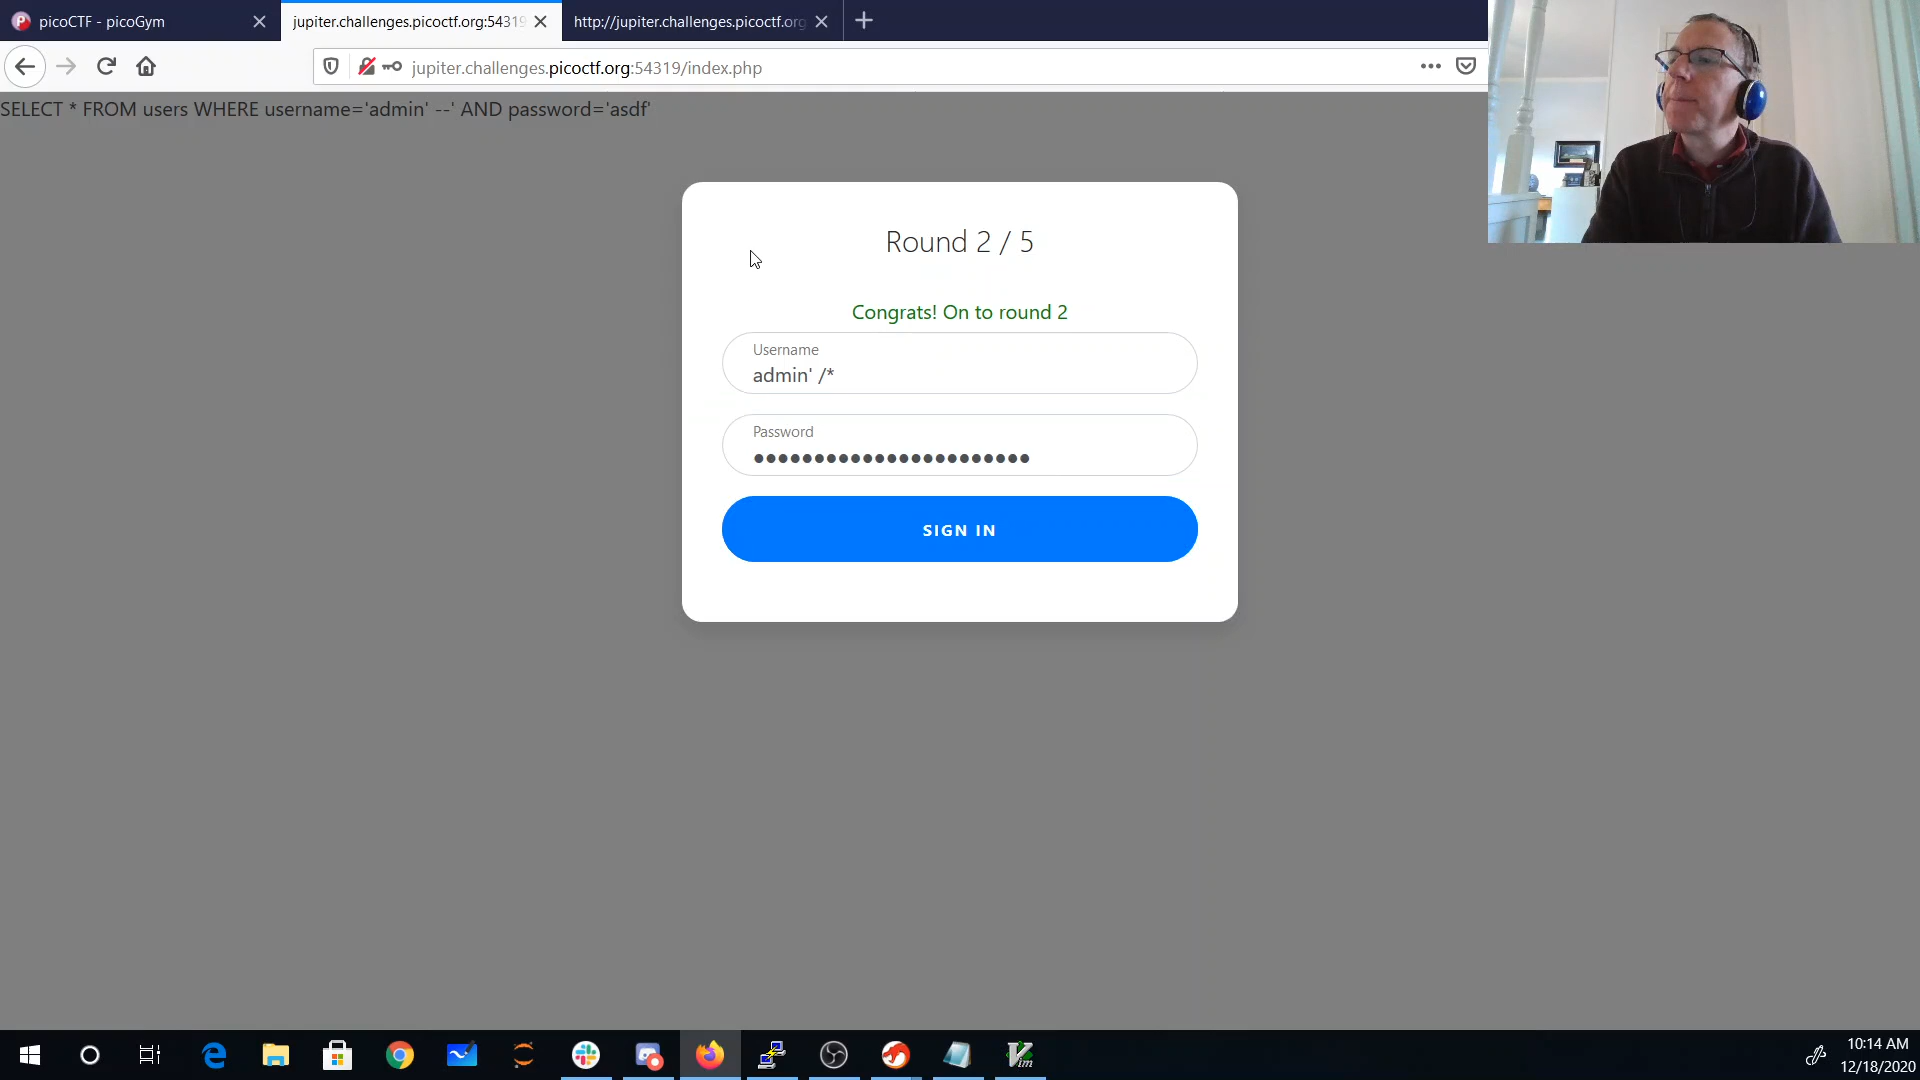 picoCTF - picoGym
jupiter.challenges.picoctf.org:54319
http://jupiter.challenges.picoctf.org
jupiter.challenges.picoctf.org:54319/index.php
SELECT * FROM users WHERE username='admin' --' AND password='asdf'
Round 2 / 5
Congrats! On to round 2
Username
admin' /*
Password
SIGN IN
10:14 AM
12/18/2020